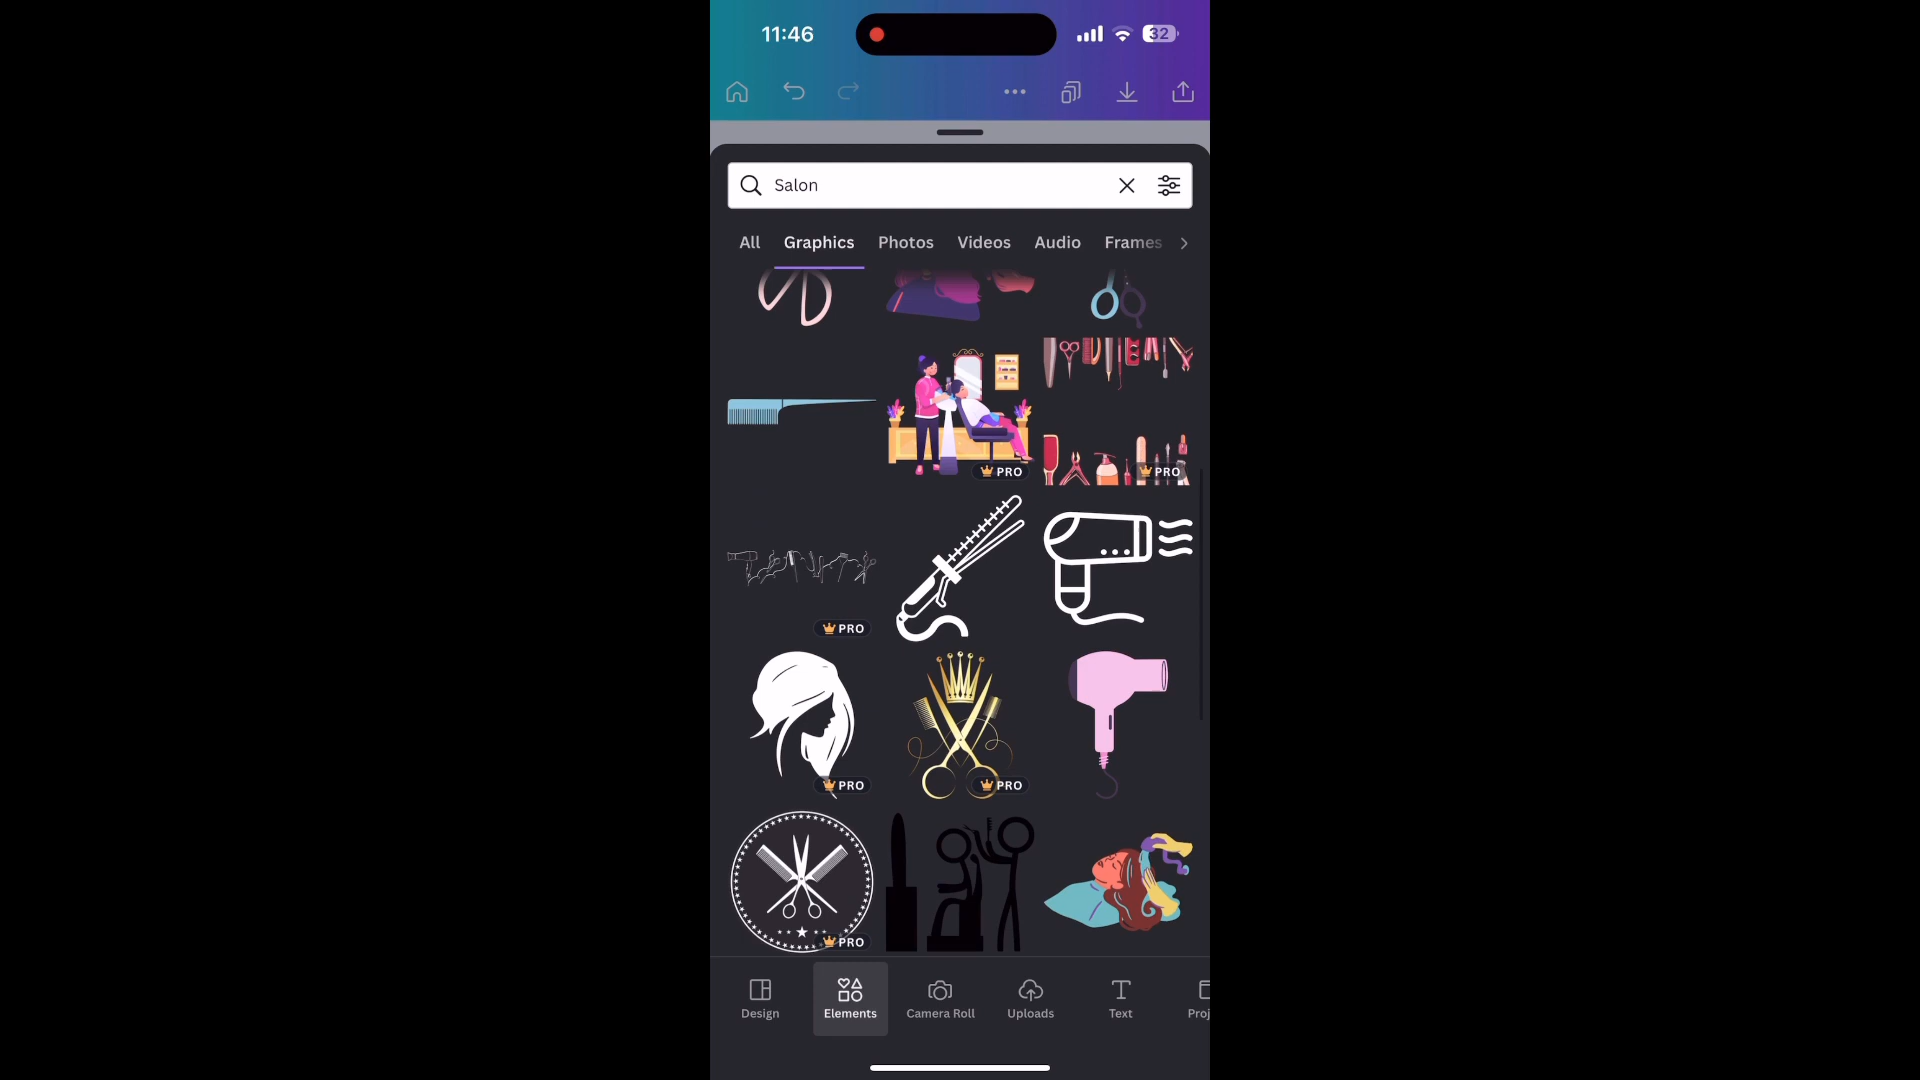 11:46
32
Salon
All Graphics Photos Videos Audio Frames
PRO PRO
PRO
PRO PRO
PRO
Design Elements Camera Roll Uploads Text Proj